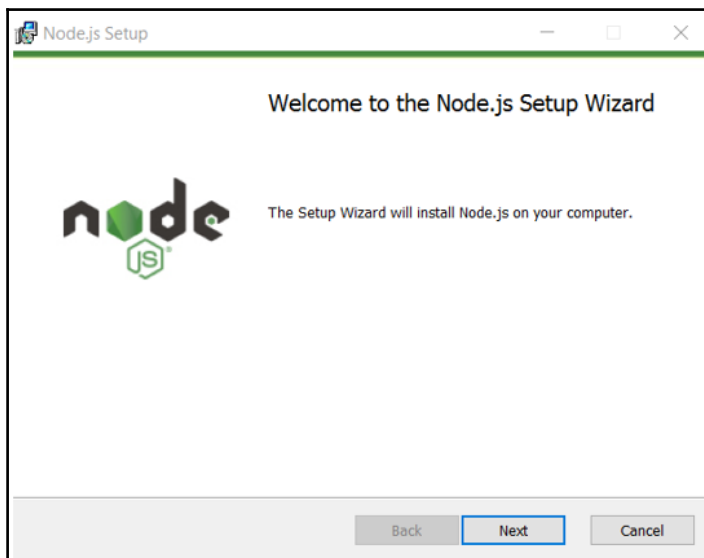 Node.js Setup
Welcome to the Node.js Setup Wizard
node
JS
The Setup Wizard will install Node.js on your computer.
Back
Next
Cancel